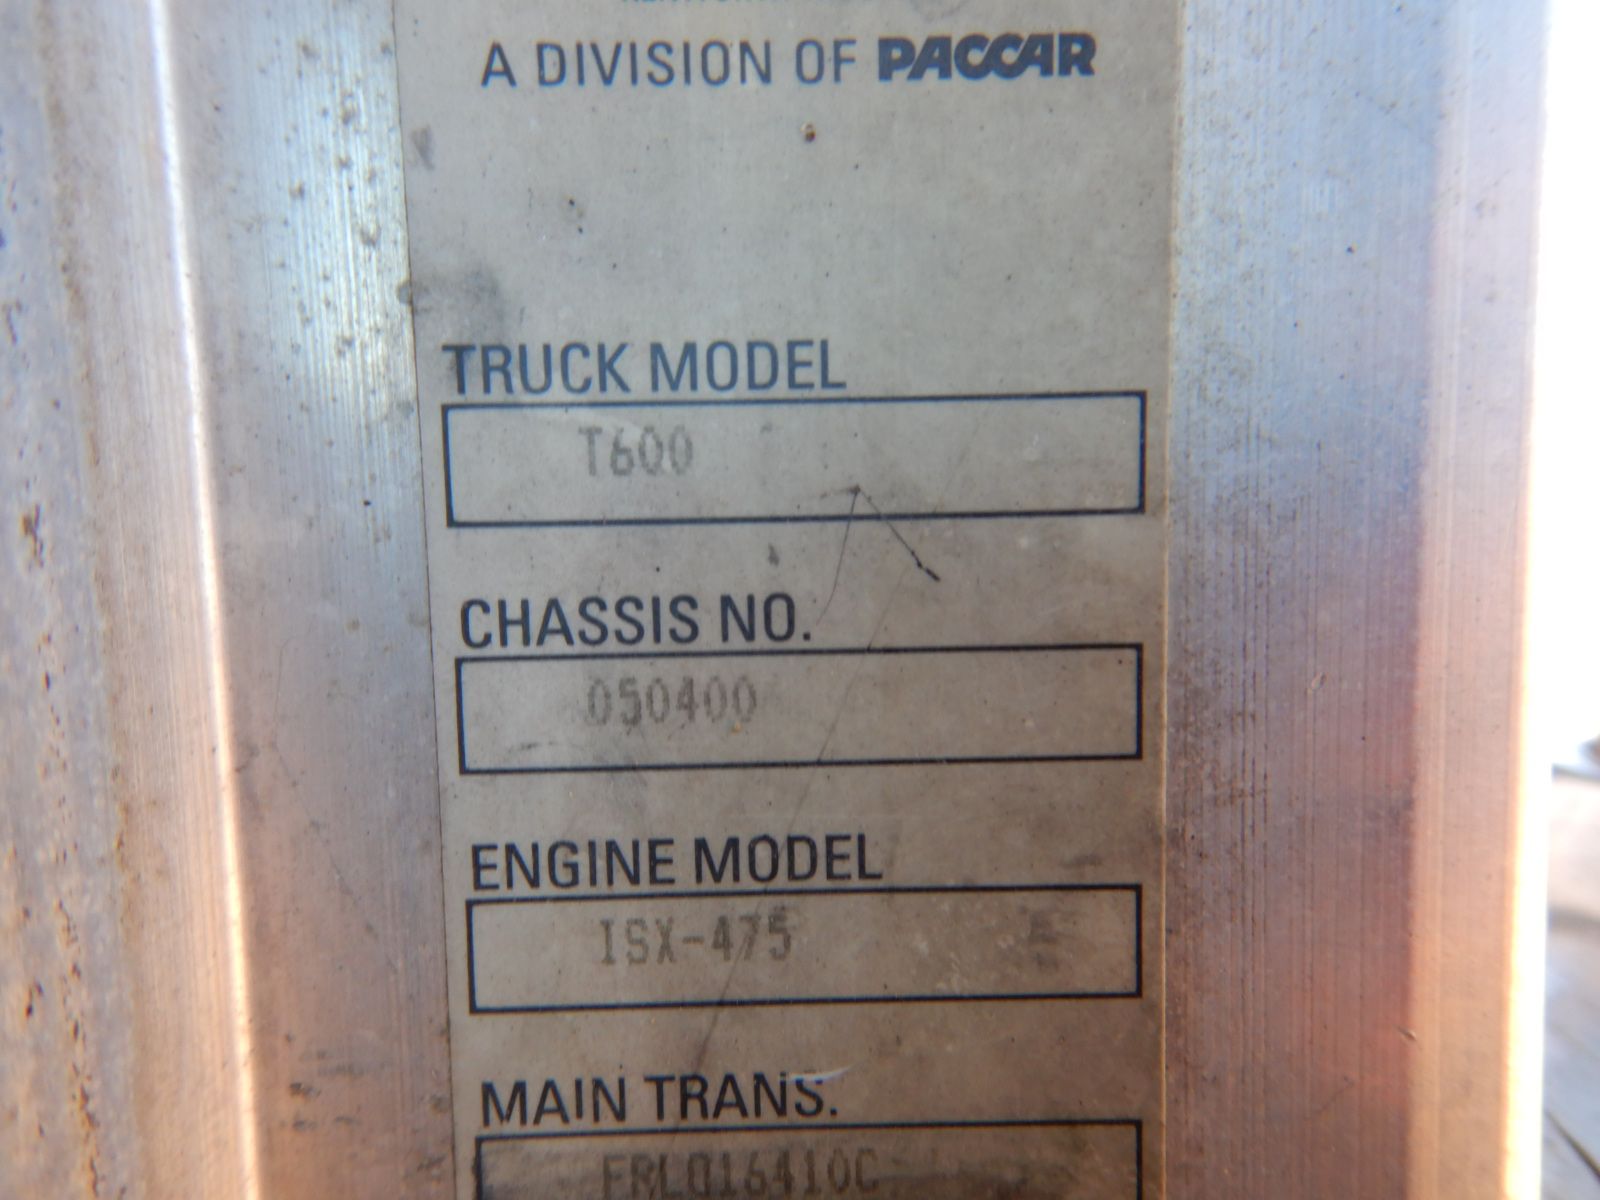 A DIVISION OF PACCAR
TRUCK MODEL
T600
CHASSIS NO.
050400
ENGINE MODEL
ISX-475
MAIN TRANS.
FRLO16410C